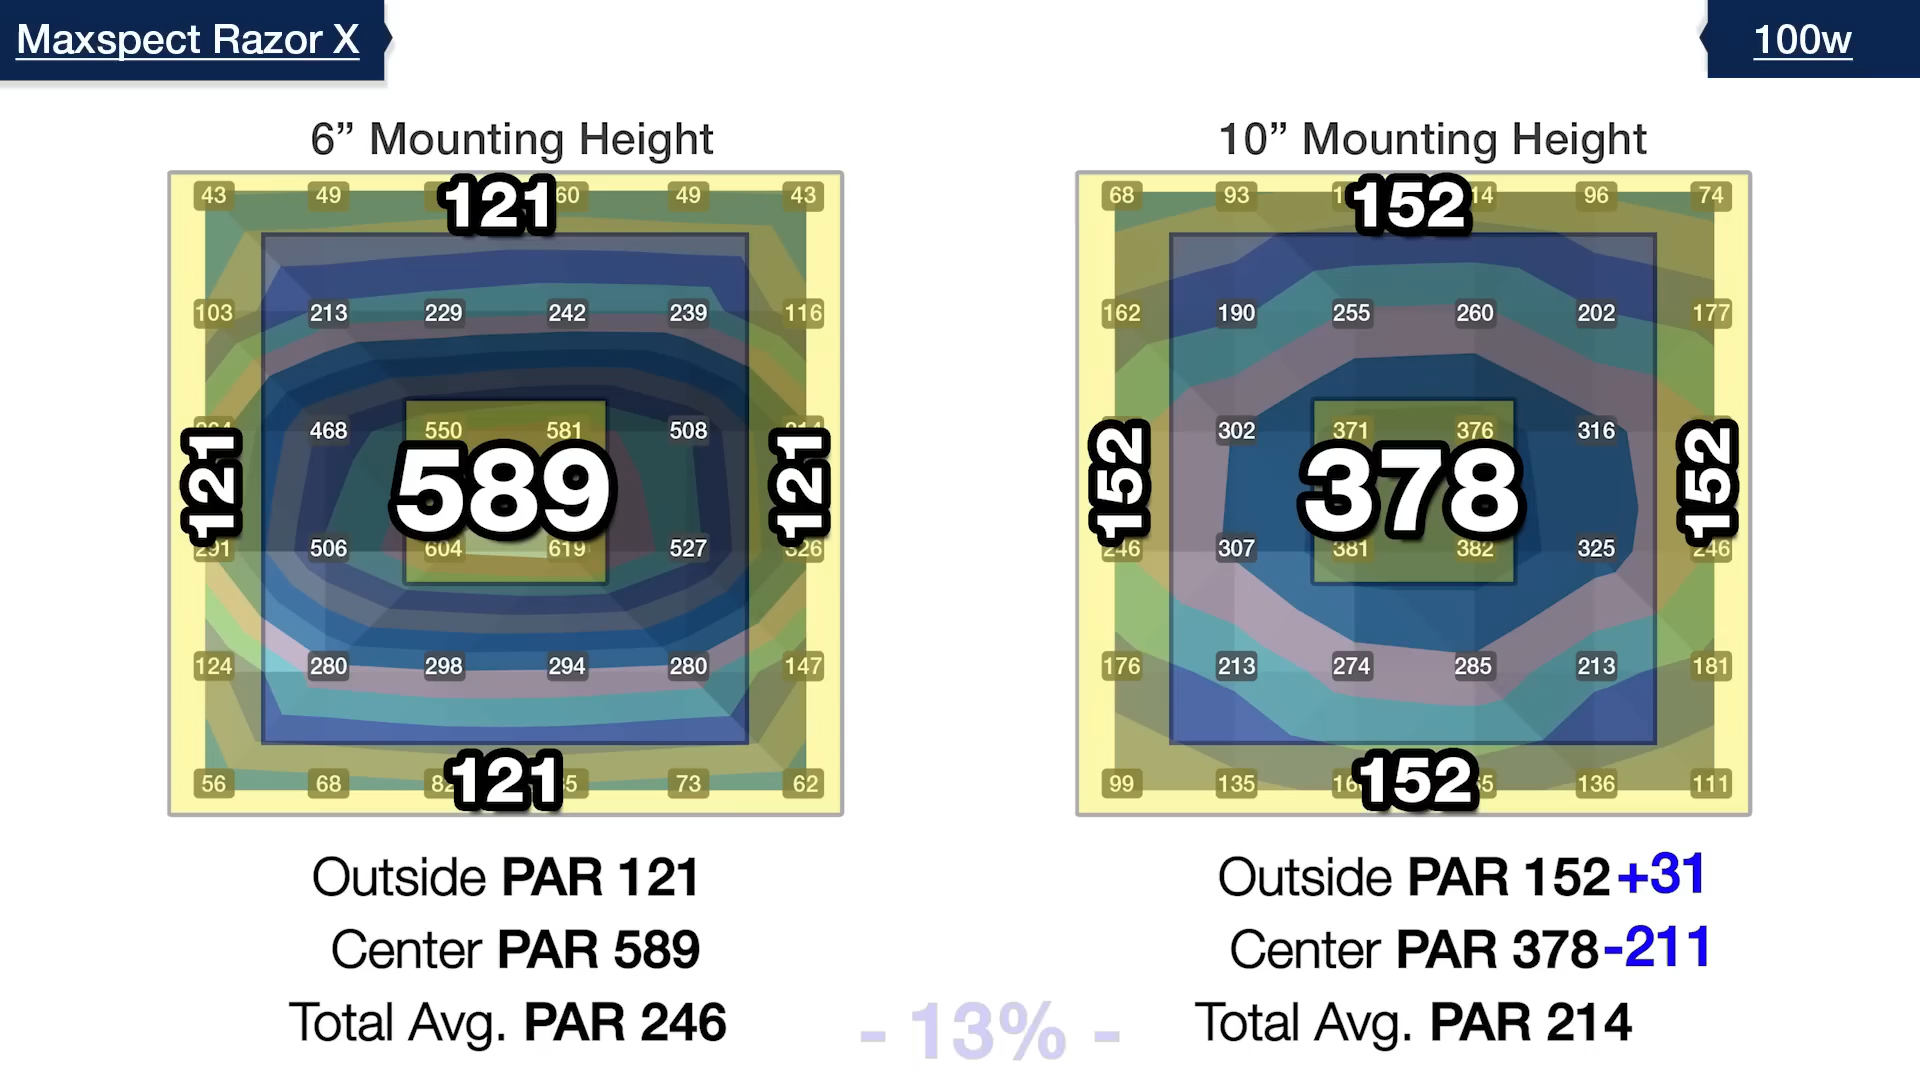 Maxspect Razor X
100w
6” Mounting Height
10” Mounting Height
43 49 121 60 49 43
103 213 229 242 239 116
468 550 581 508
121 589 121
291 506 604 619 527 326
124 280 298 294 280 147
56 68 121 73 62
68 93 152 96 74
162 190 255 260 202 177
302 371 376 316
152 378 152
246 307 381 382 325 246
176 213 274 285 213 181
99 135 152 136 111
Outside PAR 121
Center PAR 589
Total Avg. PAR 246
- 13% -
Outside PAR 152 +31
Center PAR 378 -211
Total Avg. PAR 214